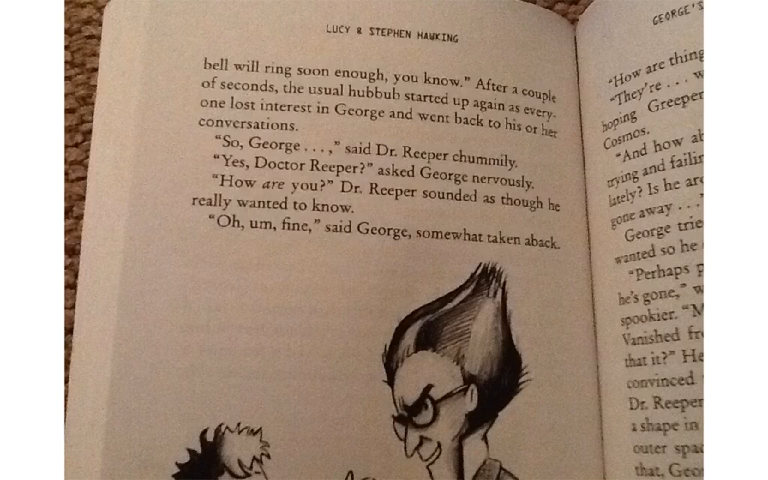 LUCY & STEPHEN HAWKING
bell will ring soon enough, you know." After a couple
of seconds, the usual hubbub started up again as every-
one lost interest in George and went back to his or her
conversations.
"So, George . . . ," said Dr. Reeper chummily.
"Yes, Doctor Reeper?" asked George nervously.
"How are you?" Dr. Reeper sounded as though he
really wanted to know.
"Oh, um, fine," said George, somewhat taken aback.
GEORGE'S
"How are thing
"They're . . . w
hoping Greeper
Cosmos.
"And how ab
trying and failin
lately? Is he aro
gone away . . .
George trie
wanted so he
"Perhaps p
he's gone," w
spookier. "M
Vanished fr
that it?" He
convinced
Dr. Reeper
a shape in
outer spac
that, Geor